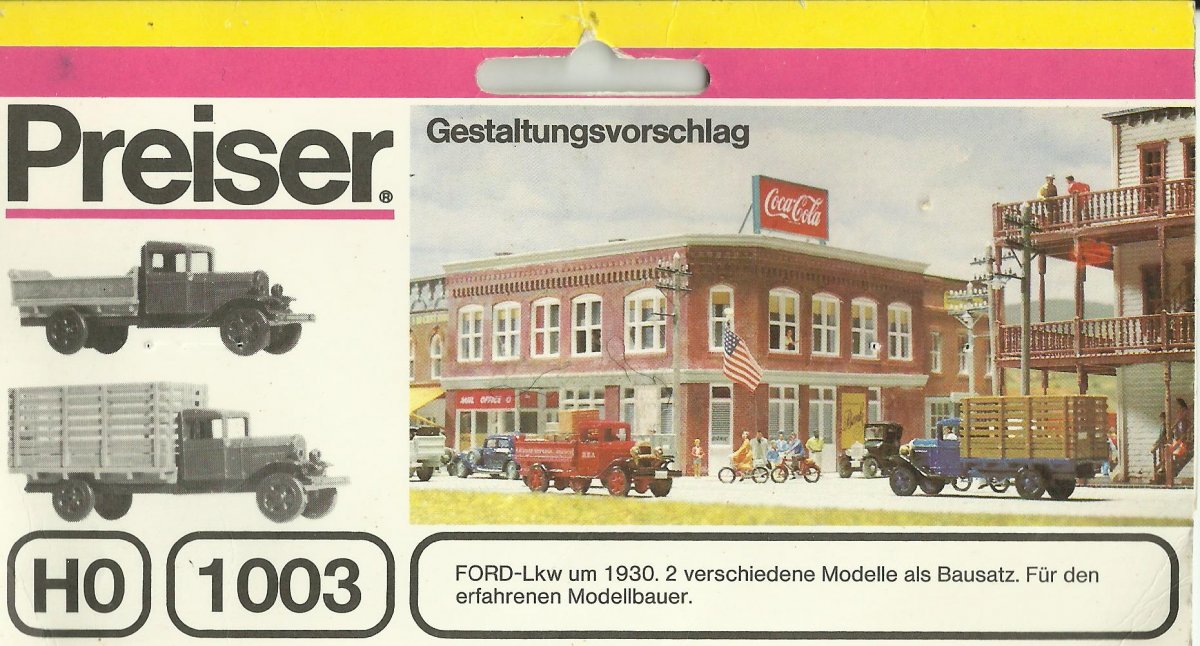 Preiser®
Gestaltungsvorschlag
Coca-Cola
REA
H0
1003
FORD-Lkw um 1930. 2 verschiedene Modelle als Bausatz. Für den
erfahrenen Modellbauer.